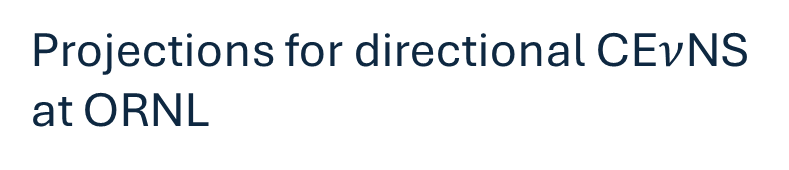 Projections for directional CEνNS
at ORNL